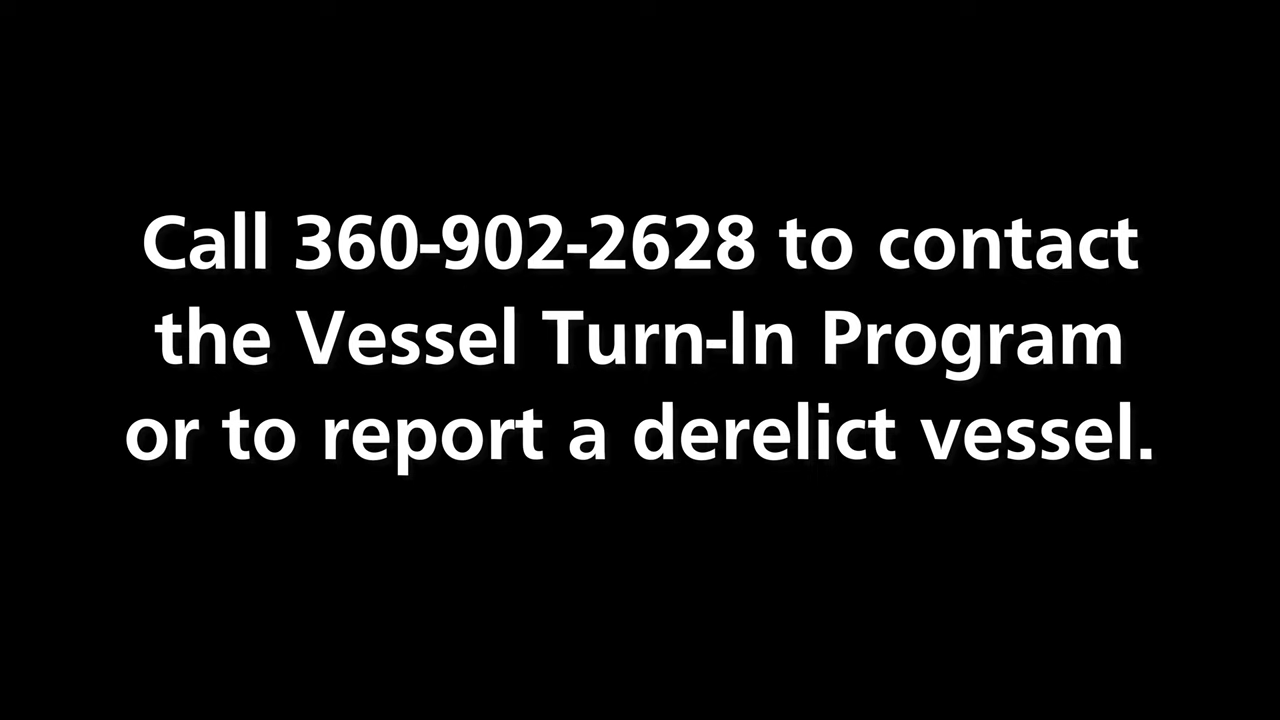 Call 360-902-2628 to contact
the Vessel Turn-In Program
or to report a derelict vessel.